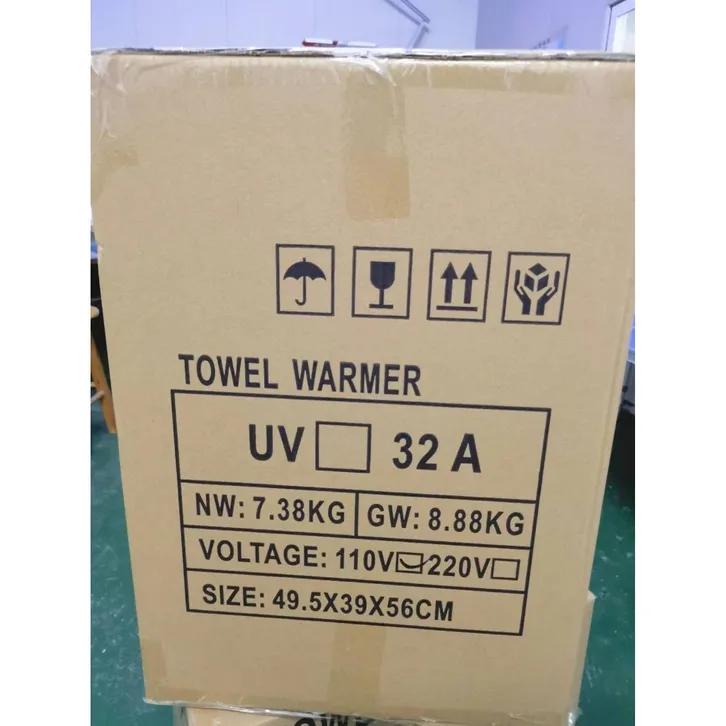 TOWEL WARMER
UV☐ 32 A
NW: 7.38KG GW: 8.88KG
VOLTAGE: 110V☑220V☐
SIZE: 49.5X39X56CM